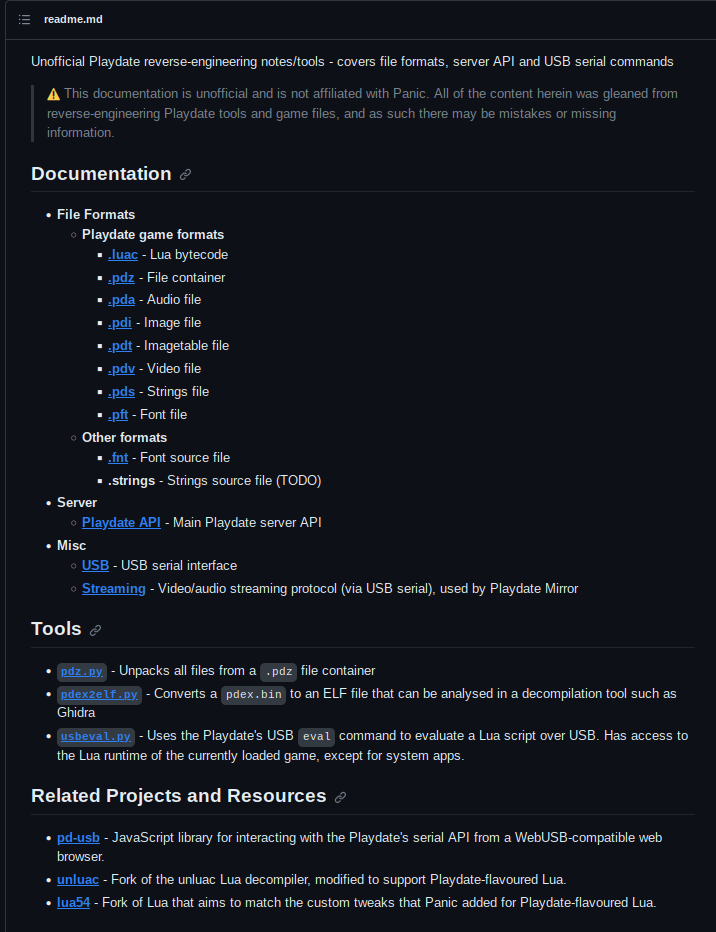 readme.md
Unofficial Playdate reverse-engineering notes/tools - covers file formats, server API and USB serial commands
⚠️ This documentation is unofficial and is not affiliated with Panic. All of the content herein was gleaned from
reverse-engineering Playdate tools and game files, and as such there may be mistakes or missing
information.
Documentation
• File Formats
◦ Playdate game formats
▪ .luac - Lua bytecode
▪ .pdz - File container
▪ .pda - Audio file
▪ .pdi - Image file
▪ .pdt - Imagetable file
▪ .pdv - Video file
▪ .pds - Strings file
▪ .pft - Font file
◦ Other formats
▪ .fnt - Font source file
▪ .strings - Strings source file (TODO)
• Server
◦ Playdate API - Main Playdate server API
• Misc
◦ USB - USB serial interface
◦ Streaming - Video/audio streaming protocol (via USB serial), used by Playdate Mirror
Tools
• pdz.py - Unpacks all files from a .pdz file container
• pdex2elf.py - Converts a pdex.bin to an ELF file that can be analysed in a decompilation tool such as
Ghidra
• usbeval.py - Uses the Playdate's USB eval command to evaluate a Lua script over USB. Has access to
the Lua runtime of the currently loaded game, except for system apps.
Related Projects and Resources
• pd-usb - JavaScript library for interacting with the Playdate's serial API from a WebUSB-compatible web
browser.
• unluac - Fork of the unluac Lua decompiler, modified to support Playdate-flavoured Lua.
• lua54 - Fork of Lua that aims to match the custom tweaks that Panic added for Playdate-flavoured Lua.